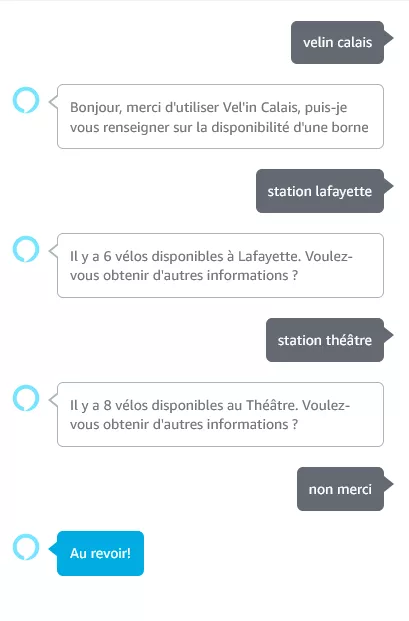 velin calais
Bonjour, merci d'utiliser Vel'in Calais, puis-je
vous renseigner sur la disponibilité d'une borne
station lafayette
Il y a 6 vélos disponibles à Lafayette. Voulez-
vous obtenir d'autres informations ?
station théâtre
Il y a 8 vélos disponibles au Théâtre. Voulez-
vous obtenir d'autres informations ?
non merci
Au revoir!